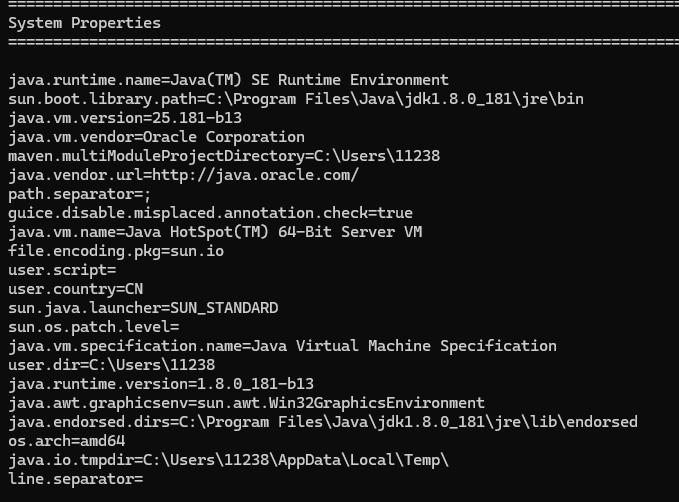 ===========================================================================
System Properties
===========================================================================
java.runtime.name=Java(TM) SE Runtime Environment
sun.boot.library.path=C:\Program Files\Java\jdk1.8.0_181\jre\bin
java.vm.version=25.181-b13
java.vm.vendor=Oracle Corporation
maven.multiModuleProjectDirectory=C:\Users\11238
java.vendor.url=http://java.oracle.com/
path.separator=;
guice.disable.misplaced.annotation.check=true
java.vm.name=Java HotSpot(TM) 64-Bit Server VM
file.encoding.pkg=sun.io
user.script=
user.country=CN
sun.java.launcher=SUN_STANDARD
sun.os.patch.level=
java.vm.specification.name=Java Virtual Machine Specification
user.dir=C:\Users\11238
java.runtime.version=1.8.0_181-b13
java.awt.graphicsenv=sun.awt.Win32GraphicsEnvironment
java.endorsed.dirs=C:\Program Files\Java\jdk1.8.0_181\jre\lib\endorsed
os.arch=amd64
java.io.tmpdir=C:\Users\11238\AppData\Local\Temp\
line.separator=